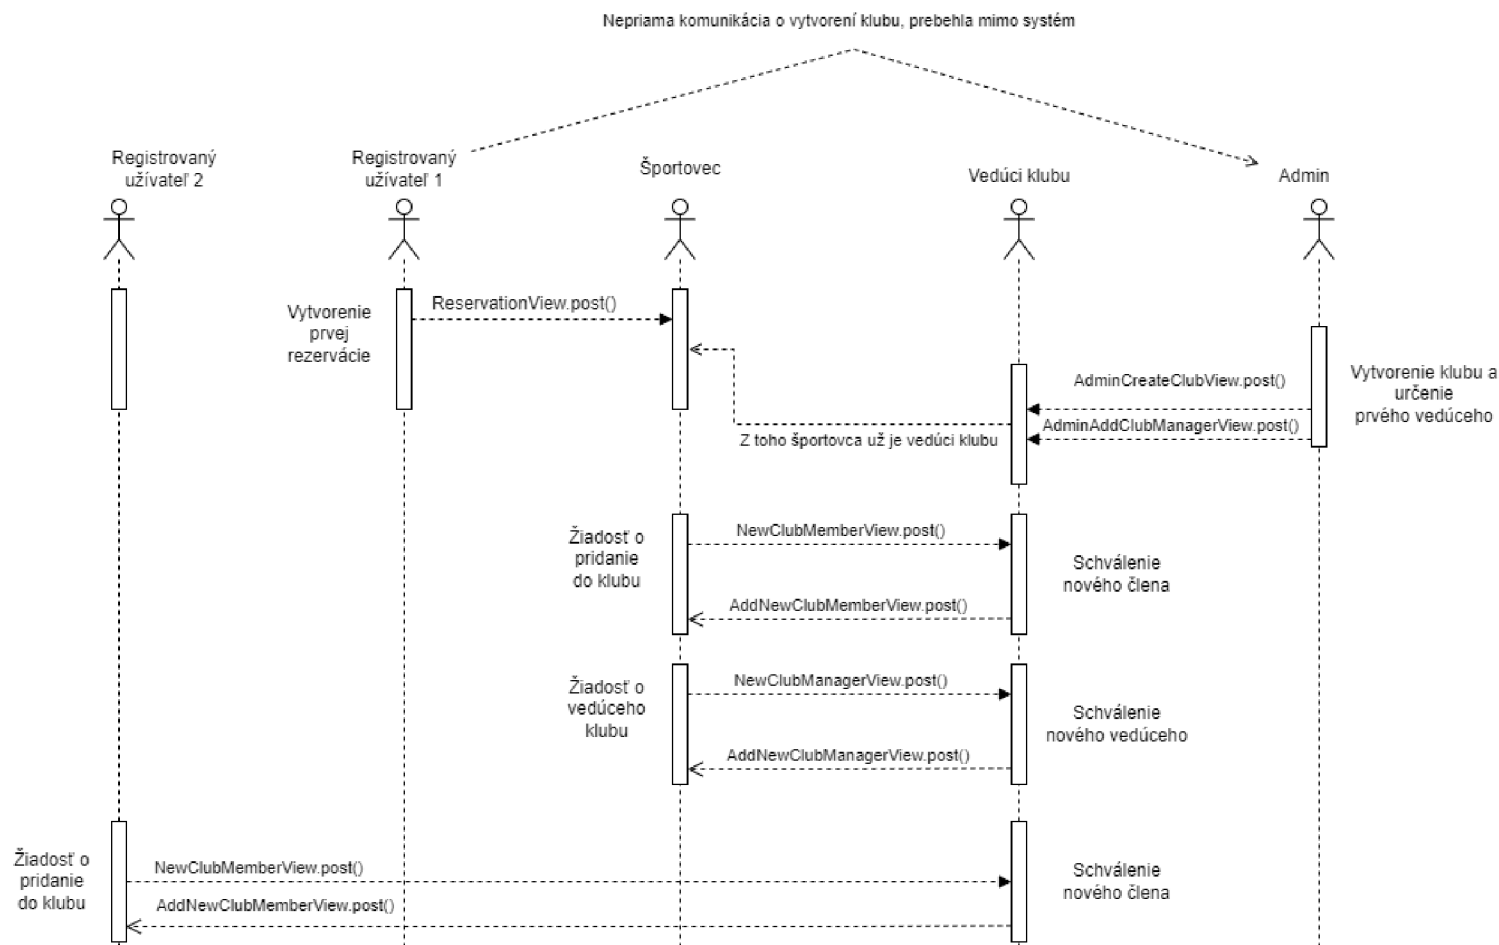 Nepriama komunikácia o vytvorení klubu, prebehla mimo systém
Registrovaný
užívateľ 2
Registrovaný
užívateľ 1
Športovec
Vedúci klubu
Admin
Vytvorenie
prvej
rezervácie
ReservationView.post()
AdminCreateClubView.post()
AdminAddClubManagerView.post()
Vytvorenie klubu a
určenie
prvého vedúceho
Z toho športovca už je vedúci klubu
Žiadosť o
pridanie
do klubu
NewClubMemberView.post()
AddNewClubMemberView.post()
Schválenie
nového člena
Žiadosť o
vedúceho
klubu
NewClubManagerView.post()
AddNewClubManagerView.post()
Schválenie
nového vedúceho
Žiadosť o
pridanie
do klubu
NewClubMemberView.post()
AddNewClubMemberView.post()
Schválenie
nového člena